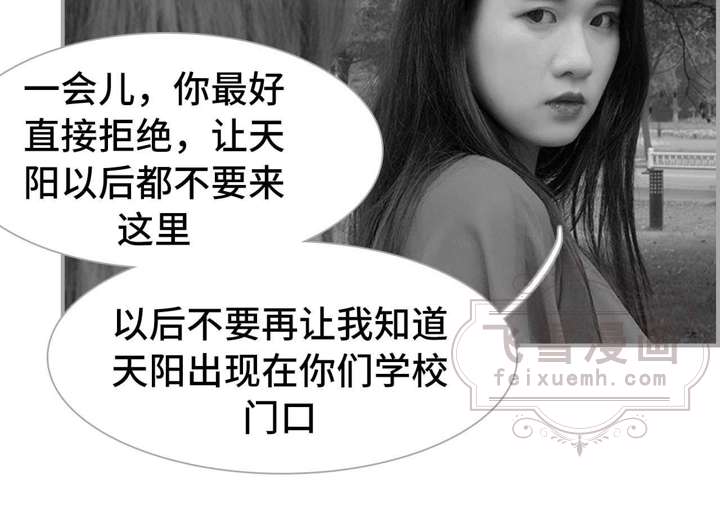 一会儿，你最好
直接拒绝，让天
阳以后都不要来
这里
以后不要再让我知道
天阳出现在你们学校
门口
飞雪漫画
feixuemh.com